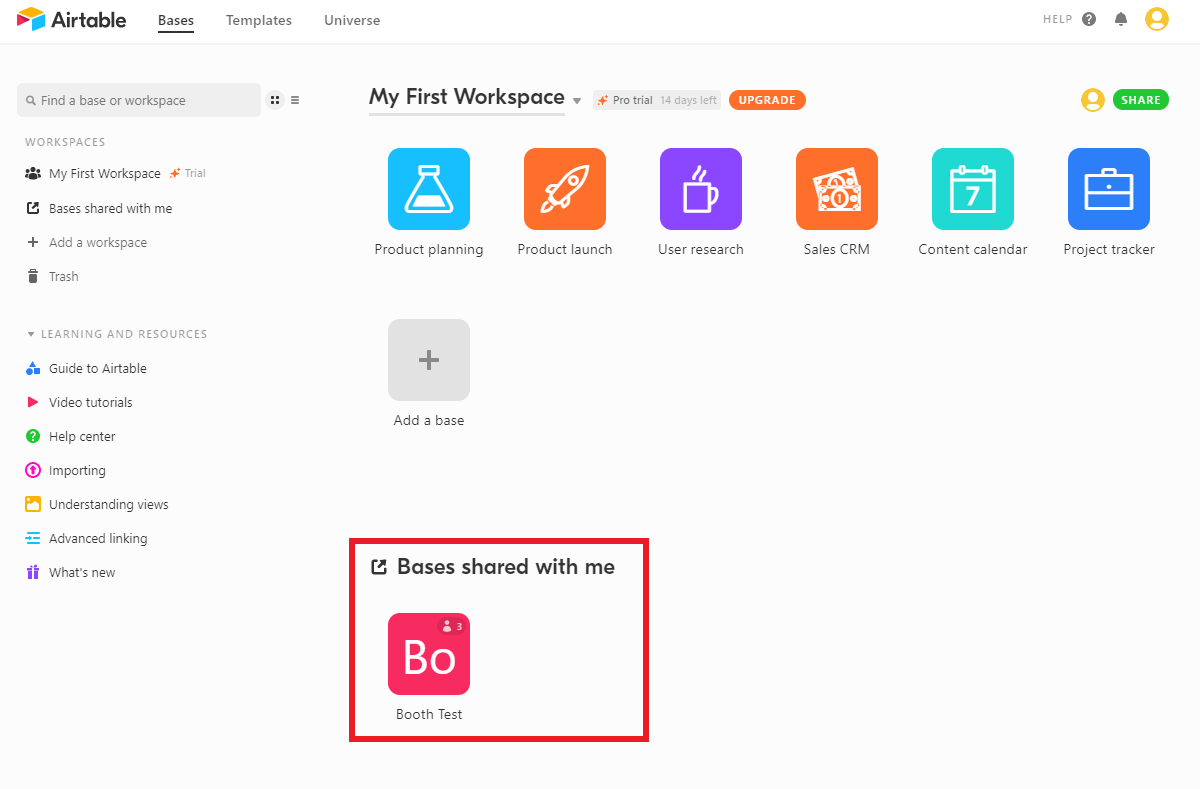 Airtable
Bases
Templates
Universe
HELP
Find a base or workspace
WORKSPACES
My First Workspace Trial
Bases shared with me
Add a workspace
Trash
LEARNING AND RESOURCES
Guide to Airtable
Video tutorials
Help center
Importing
Understanding views
Advanced linking
What's new
My First Workspace
Pro trial 14 days left
UPGRADE
SHARE
1
7
Product planning
Product launch
User research
Sales CRM
Content calendar
Project tracker
Add a base
Bases shared with me
3
Bo
Booth Test